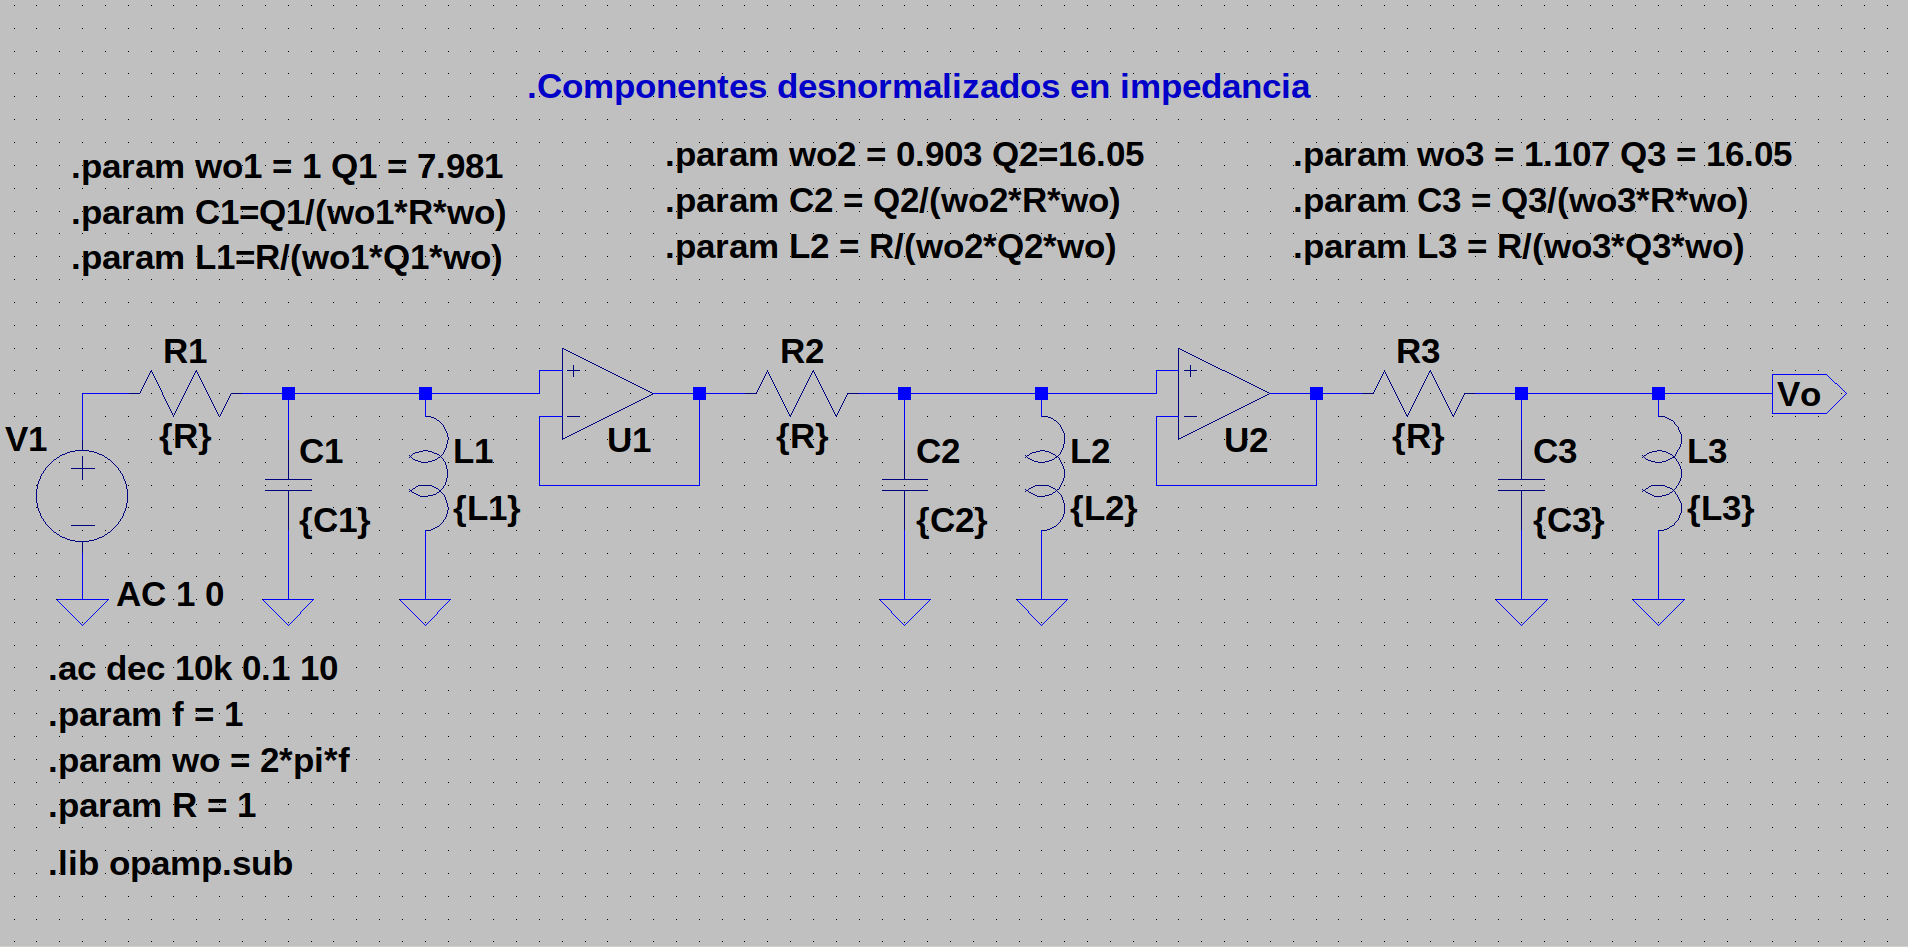 .Componentes desnormalizados en impedancia
.param wo1 = 1 Q1 = 7.981
.param C1=Q1/(wo1*R*wo)
.param L1=R/(wo1*Q1*wo)
.param wo2 = 0.903 Q2=16.05
.param C2 = Q2/(wo2*R*wo)
.param L2 = R/(wo2*Q2*wo)
.param wo3 = 1.107 Q3 = 16.05
.param C3 = Q3/(wo3*R*wo)
.param L3 = R/(wo3*Q3*wo)
V1
AC 1 0
R1
{R}
C1
{C1}
L1
{L1}
U1
R2
{R}
C2
{C2}
L2
{L2}
U2
R3
{R}
C3
{C3}
L3
{L3}
Vo
.ac dec 10k 0.1 10
.param f = 1
.param wo = 2*pi*f
.param R = 1
.lib opamp.sub